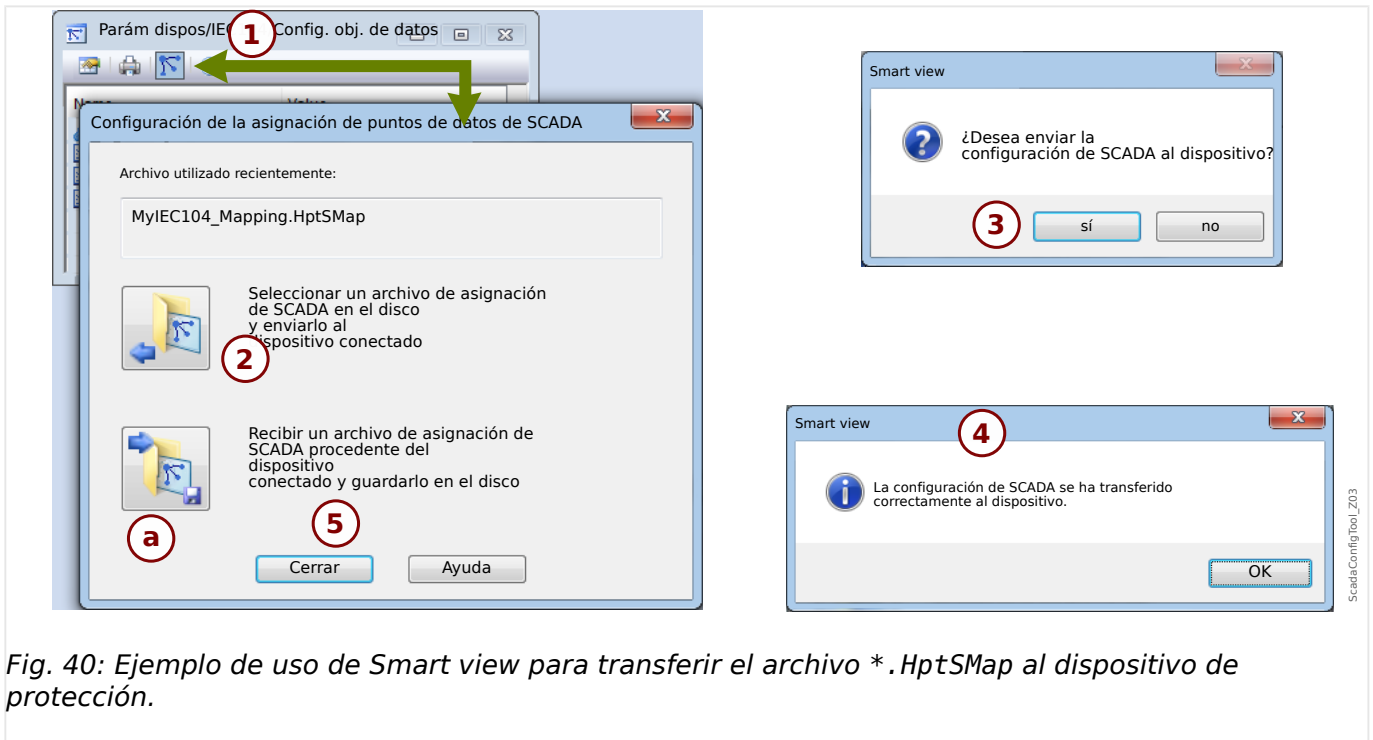 Parám dispos/IEC
Config. obj. de datos
1
Name
Value
Configuración de la asignación de puntos de datos de SCADA
Archivo utilizado recientemente:
MyIEC104_Mapping.HptSMap
Seleccionar un archivo de asignación
de SCADA en el disco
y enviarlo al
dispositivo conectado
2
Recibir un archivo de asignación de
SCADA procedente del
dispositivo
conectado y guardarlo en el disco
a
5
Cerrar
Ayuda
Smart view
¿Desea enviar la
configuración de SCADA al dispositivo?
3
sí
no
Smart view
4
La configuración de SCADA se ha transferido
correctamente al dispositivo.
OK
ScadaConfigTool_Z03
Fig. 40: Ejemplo de uso de Smart view para transferir el archivo *.HptSMap al dispositivo de
protección.